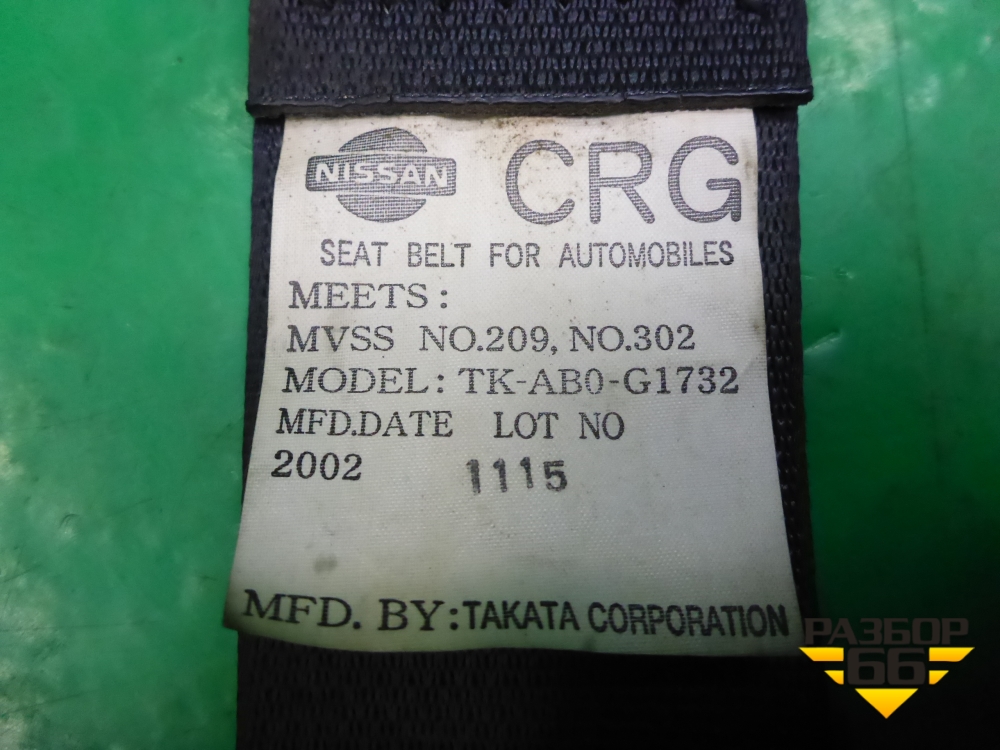 NISSAN CRG
SEAT BELT FOR AUTOMOBILES
MEETS:
MVSS NO.209, NO.302
MODEL: TK-AB0-G1732
MFD.DATE LOT NO
2002 1115
MFD. BY: TAKATA CORPORATION
РАЗБОР
66